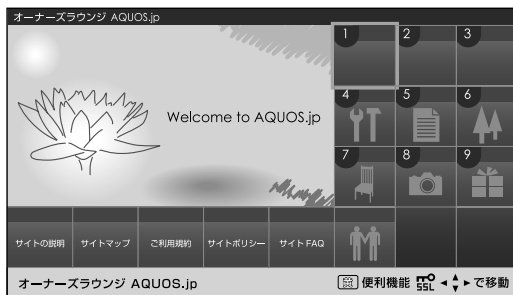 オーナーズラウンジ AQUOS.jp
Welcome to AQUOS.jp
1 2 3
4 5 6
7 8 9
サイトの説明 サイトマップ ご利用規約 サイトポリシー サイト FAQ
オーナーズラウンジ AQUOS.jp 便利機能 SSL ◄▲▼► で移動